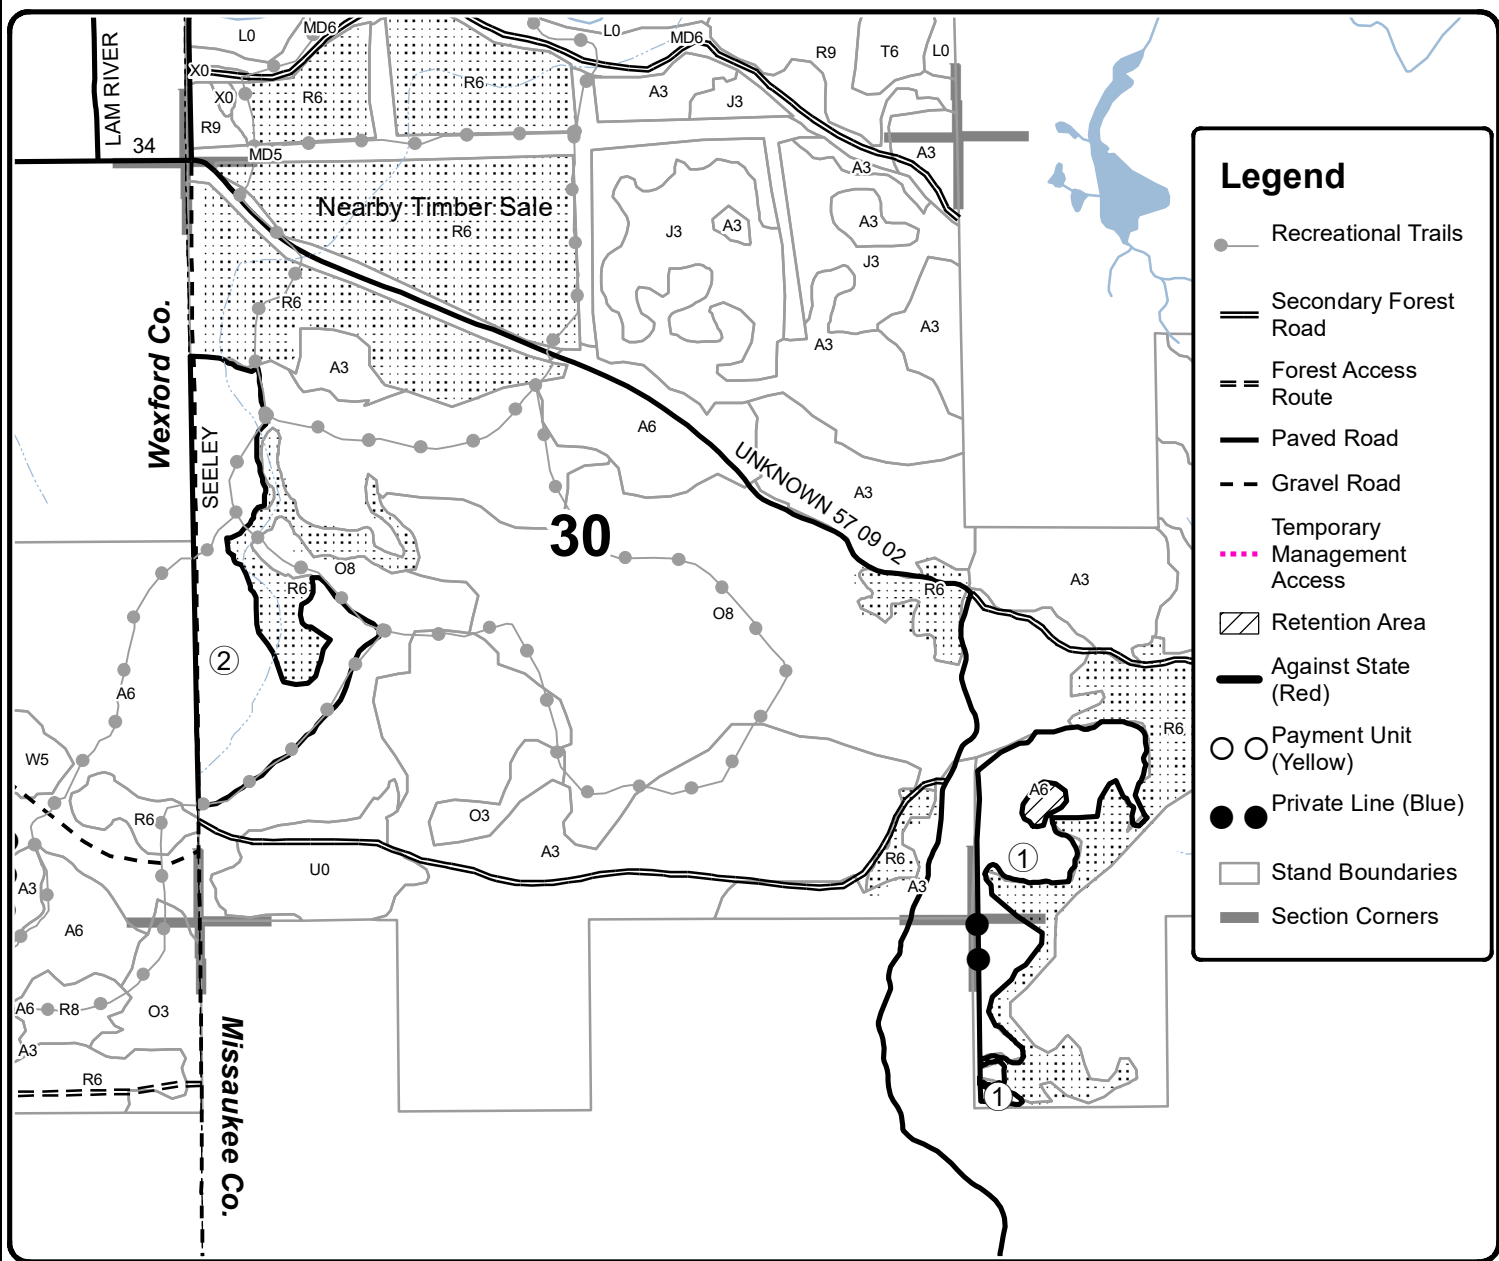 L0
MD6
L0
MD6
R9
T6
L0
LAM RIVER
X0
X0
R6
R6
A3
J3
R9
34
MD5
A3
A3
Nearby Timber Sale
R6
J3
A3
A3
J3
R6
A3
A3
A3
Wexford Co.
SEELEY
A6
UNKNOWN 57 09 02
A3
30
O8
R6
O8
R6
A3
2
A6
W5
R6
R6
A6
O3
A3
1
R6
U0
A3
A3
A6
A6
R8
O3
A3
R6
1
Missaukee Co.
Legend
Recreational Trails
Secondary Forest
Road
Forest Access
Route
Paved Road
Gravel Road
Temporary
Management
Access
Retention Area
Against State
(Red)
Payment Unit
(Yellow)
Private Line (Blue)
Stand Boundaries
Section Corners